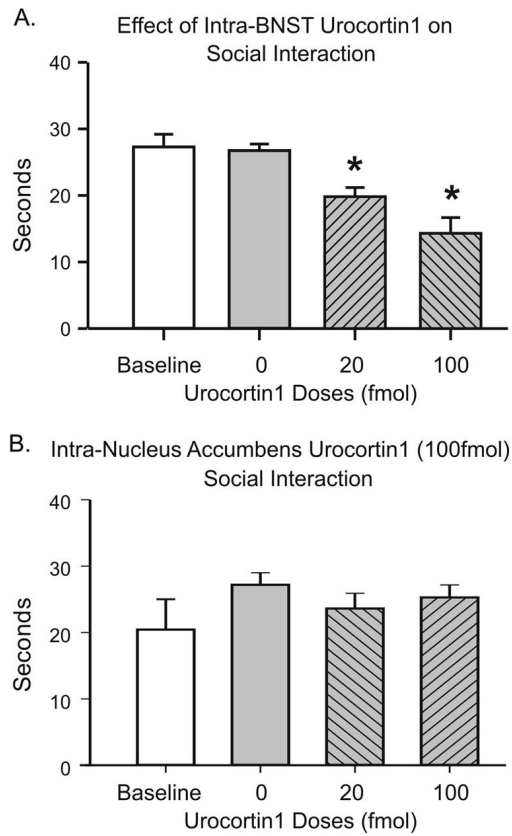 A.
Effect of Intra-BNST Urocortin1 on
Social Interaction
Seconds
40
30
20
10
0
*
*
Baseline 0 20 100
Urocortin1 Doses (fmol)
B.
Intra-Nucleus Accumbens Urocortin1 (100fmol)
Social Interaction
Seconds
40
30
20
10
0
Baseline 0 20 100
Urocortin1 Doses (fmol)